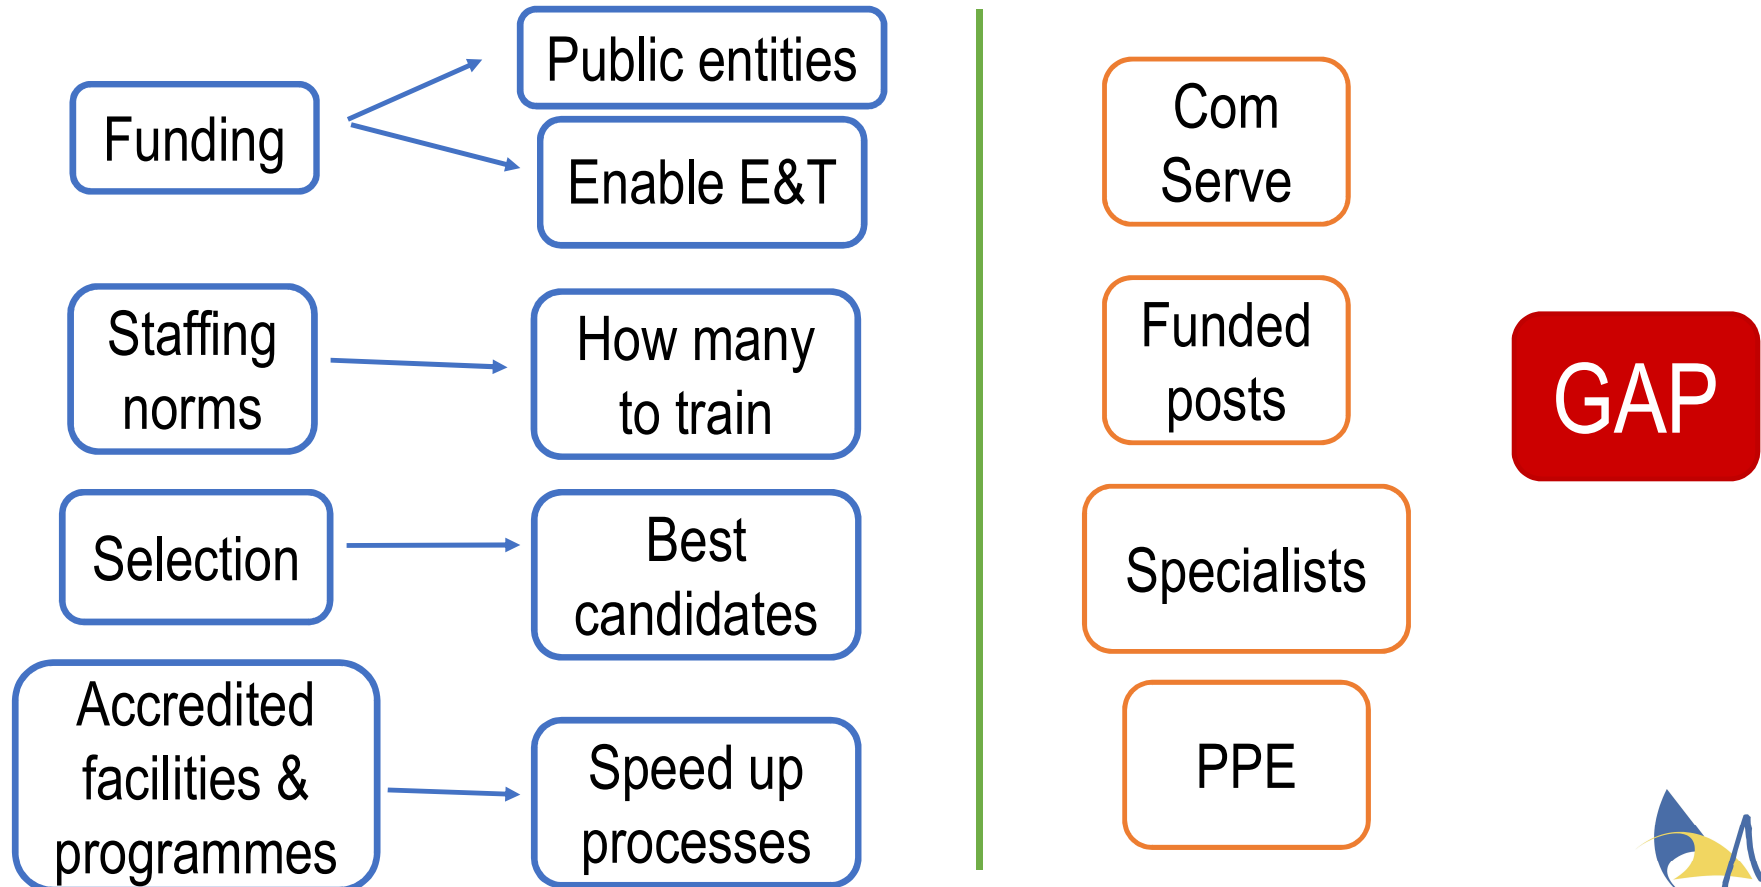 Funding
Public entities
Enable E&T
Staffing
norms
How many
to train
Selection
Best
candidates
Accredited
facilities &
programmes
Speed up
processes
Com
Serve
Funded
posts
Specialists
PPE
GAP